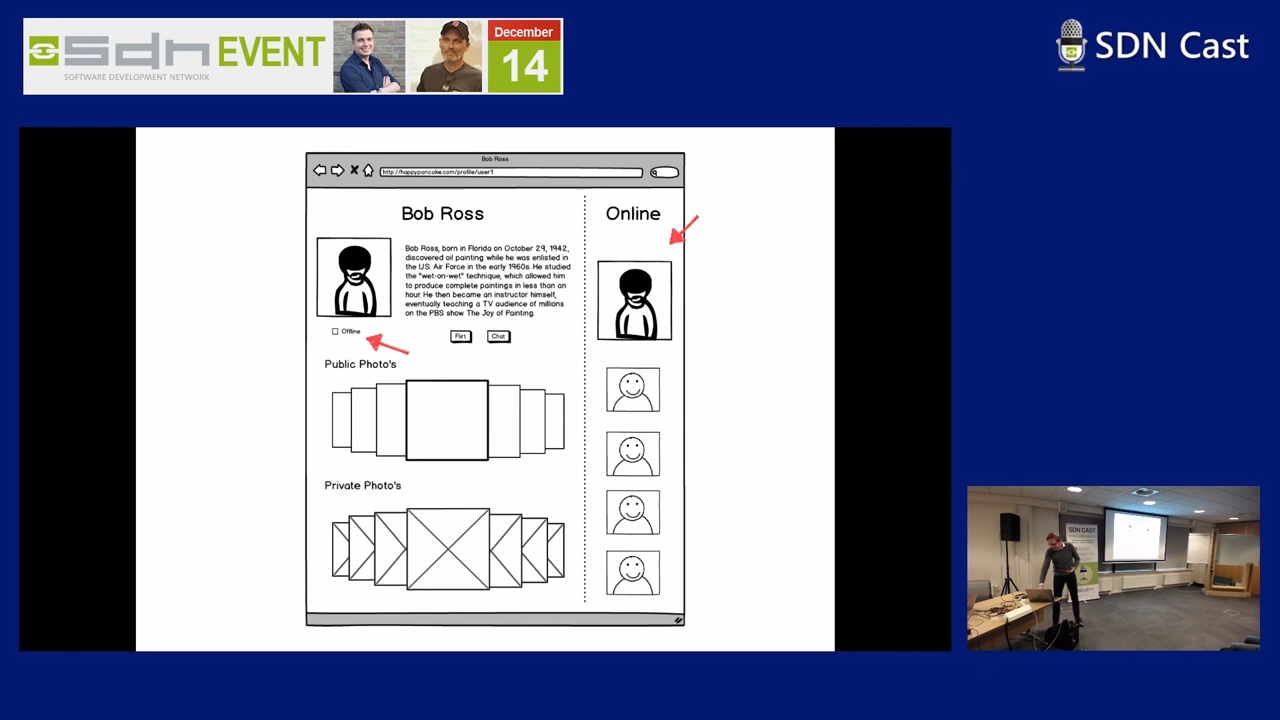 sdn EVENT
SOFTWARE DEVELOPMENT NETWORK
December
14
SDN Cast
Bob Ross
http://happypancake.com/profile/user1
Bob Ross
Online
Bob Ross, born in Florida on October 29, 1942,
discovered oil painting while he was enlisted in
the U.S. Air Force in the early 1960s. He studied
the "wet-on-wet" technique, which allowed him
to produce complete paintings in less than an
hour. He then became an instructor himself,
eventually teaching a TV audience of millions
on the PBS show The Joy of Painting.
Offline
Flirt
Chat
Public Photo's
Private Photo's
SDN CAST